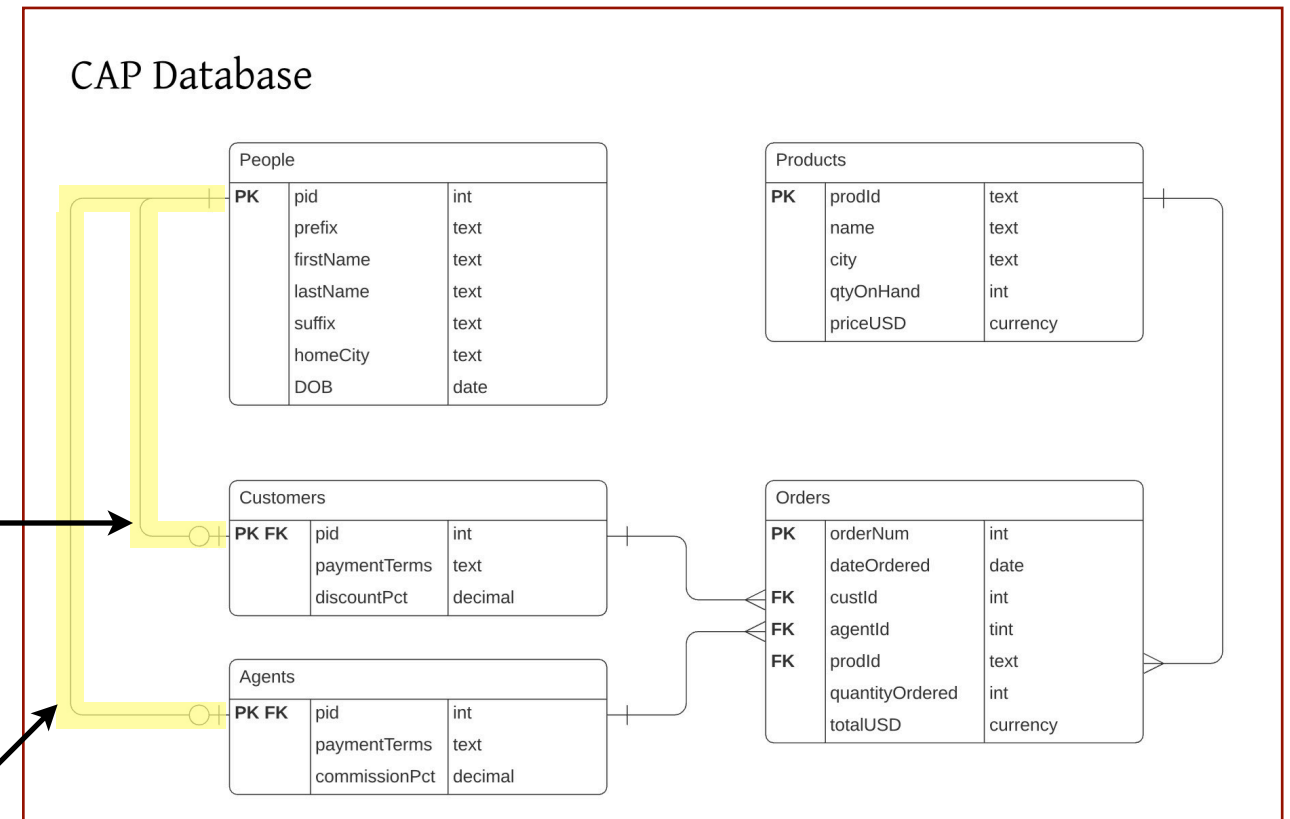 CAP Database
People
PK pid int
prefix text
firstName text
lastName text
suffix text
homeCity text
DOB date
Products
PK prodId text
name text
city text
qtyOnHand int
priceUSD currency
Customers
PK FK pid int
paymentTerms text
discountPct decimal
Agents
PK FK pid int
paymentTerms text
commissionPct decimal
Orders
PK orderNum int
dateOrdered date
FK custId int
FK agentId tint
FK prodId text
quantityOrdered int
totalUSD currency